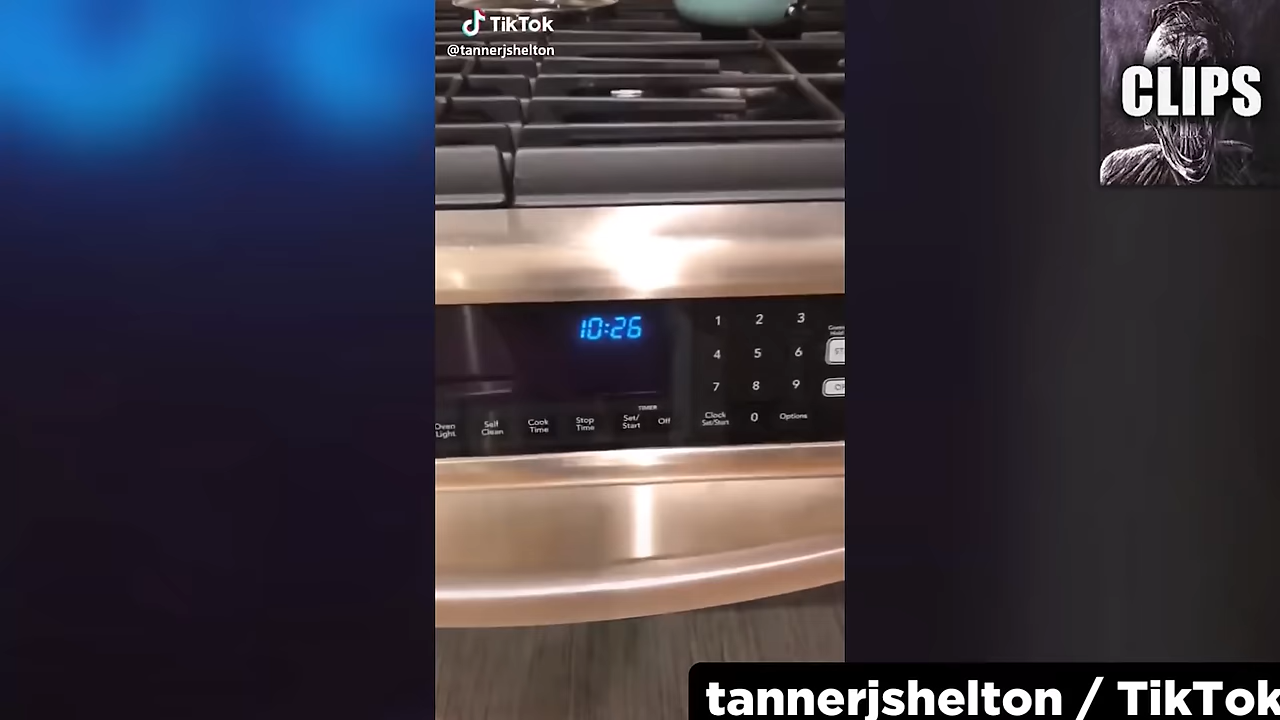 TikTok
@tannerjshelton
CLIPS
10:26
1 2 3
4 5 6
7 8 9
0
Oven
Light
Self
Clean
Cook
Time
Stop
Time
TIMER
Set/
Start
Off
Clock
Set/Start
Options
tannerjshelton / TikTok